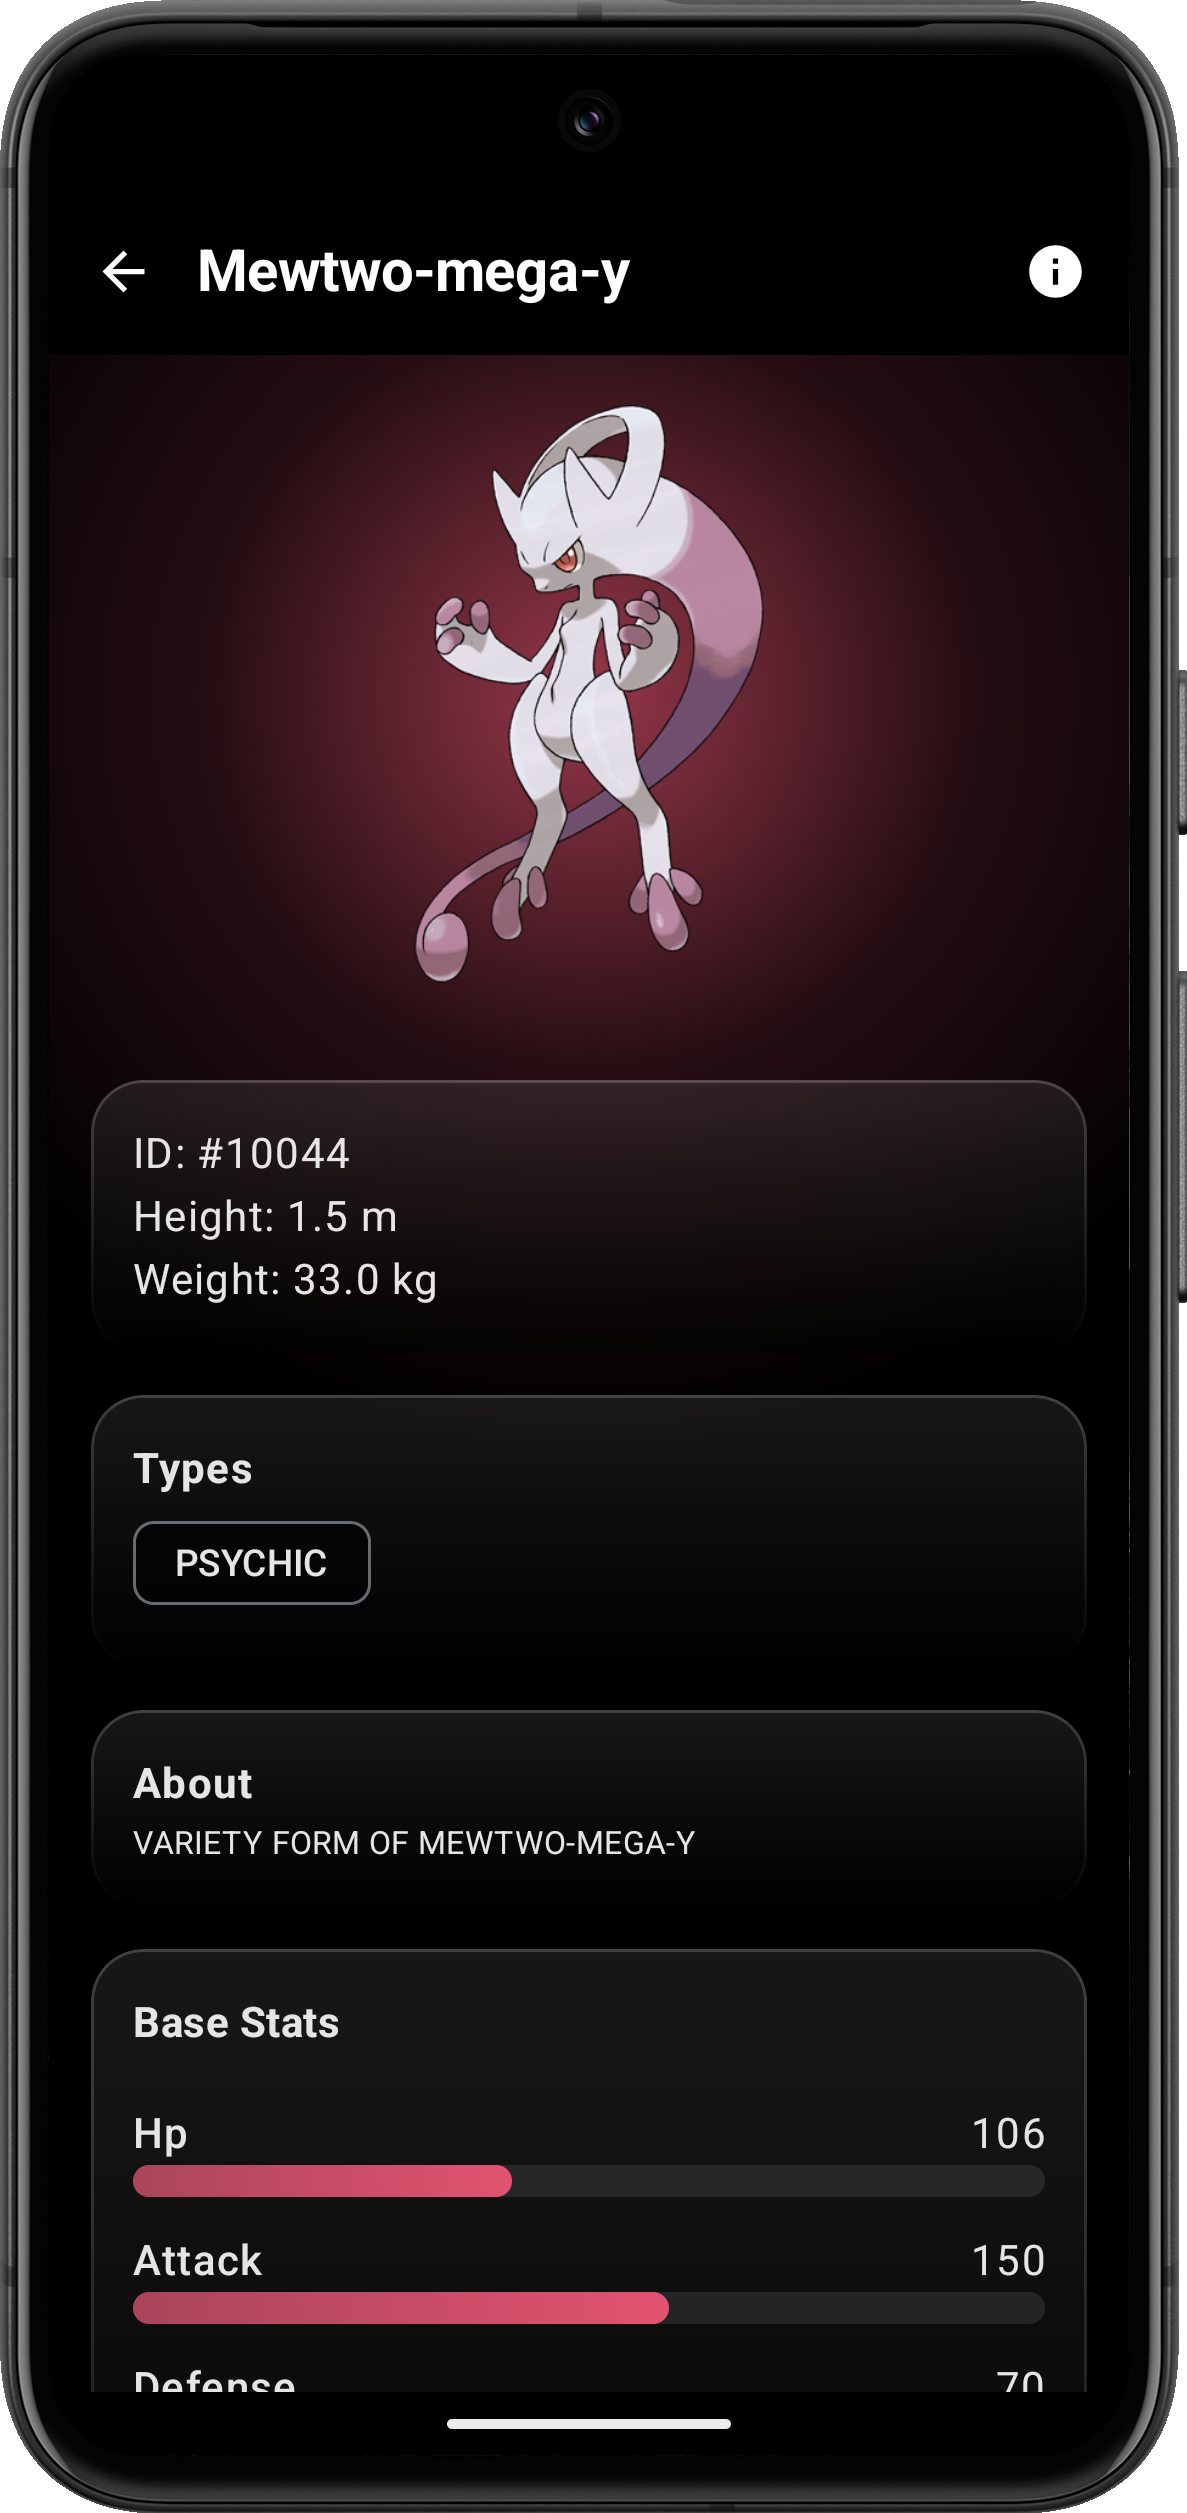 Mewtwo-mega-y
ID: #10044
Height: 1.5 m
Weight: 33.0 kg
Types
PSYCHIC
About
VARIETY FORM OF MEWTWO-MEGA-Y
Base Stats
Hp 106
Attack 150
Defense 70